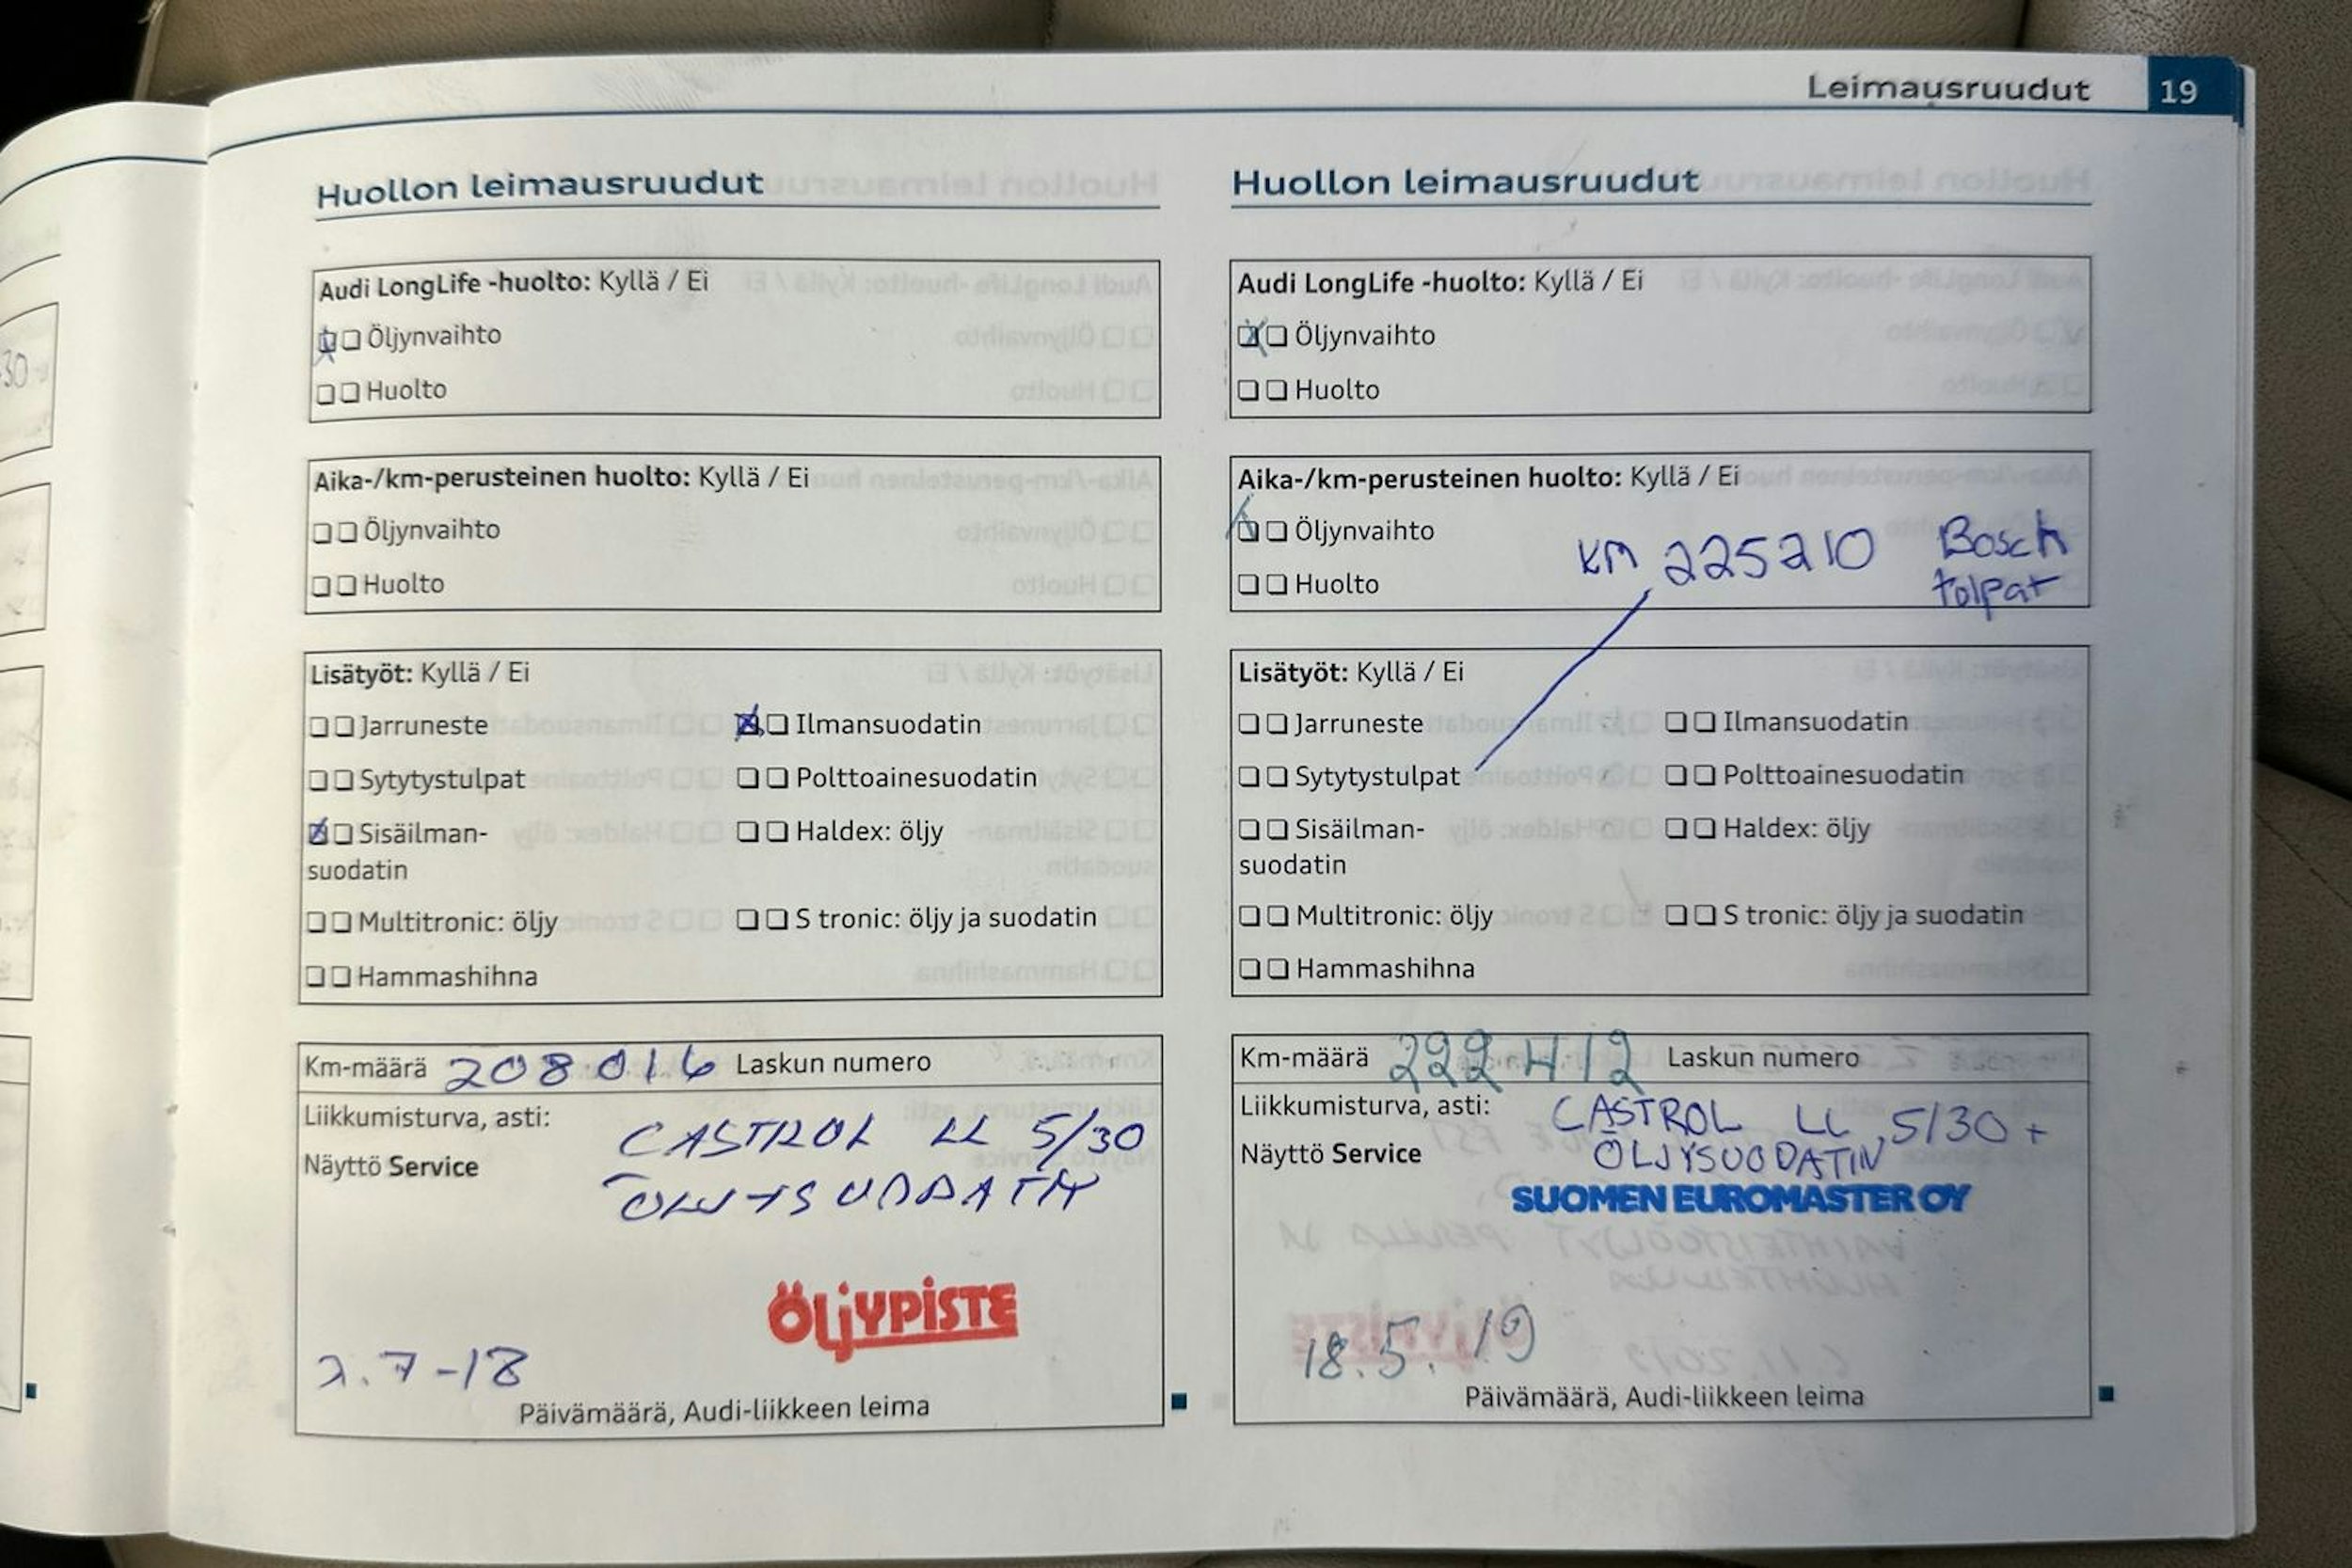 Leimausruudut 19
Huollon leimausruudut
Audi LongLife -huolto: Kyllä / Ei
Öljynvaihto
Huolto
Aika-/km-perusteinen huolto: Kyllä / Ei
Öljynvaihto
Huolto
Lisätyöt: Kyllä / Ei
Jarruneste Ilmansuodatin
Sytytystulpat Polttoainesuodatin
Sisäilman- Haldex: öljy
suodatin
Multitronic: öljy S tronic: öljy ja suodatin
Hammashihna
Km-määrä 208016 Laskun numero
Liikkumisturva, asti:
CASTROL LL 5/30
Näyttö Service
ÖLJYSUODATIN
ÖLJYPISTE
2.7-18
Päivämäärä, Audi-liikkeen leima
Huollon leimausruudut
Audi LongLife -huolto: Kyllä / Ei
Öljynvaihto
Huolto
Aika-/km-perusteinen huolto: Kyllä / Ei
Öljynvaihto
KM 225210 Bosch
Huolto
tulpat
Lisätyöt: Kyllä / Ei
Jarruneste Ilmansuodatin
Sytytystulpat Polttoainesuodatin
Sisäilman- Haldex: öljy
suodatin
Multitronic: öljy S tronic: öljy ja suodatin
Hammashihna
Km-määrä 222412 Laskun numero
Liikkumisturva, asti: CASTROL LL 5/30 +
Näyttö Service ÖLJYSUODATIN
SUOMEN EUROMASTER OY
18.5.19
Päivämäärä, Audi-liikkeen leima